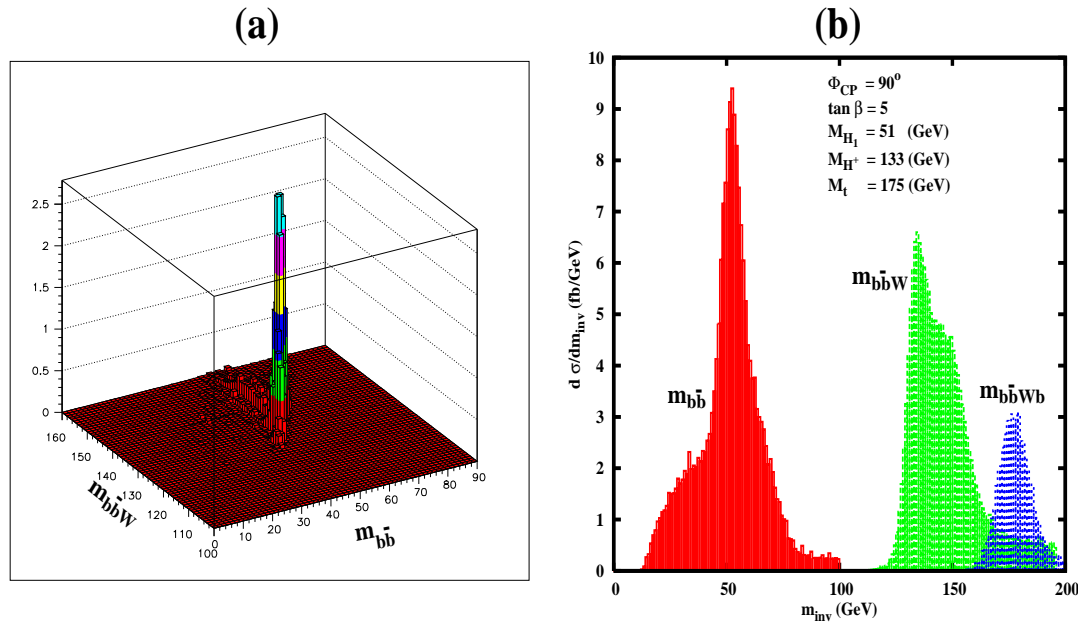 (a)
(b)
2.5
2
1.5
1
0.5
0
160
150
140
130
120
110
100
0
10
20
30
40
50
60
70
80
90
m_{bb̄W}
m_{bb̄}
10
9
8
7
6
5
4
3
2
1
0
d σ/dm_{inv} (fb/GeV)
Φ_{CP} = 90^o
tan β = 5
M_{H_1} = 51 (GeV)
M_{H^+} = 133 (GeV)
M_t = 175 (GeV)
m_{bb̄W}
m_{bb̄}
m_{bb̄Wb}
0
50
100
150
200
m_{inv} (GeV)